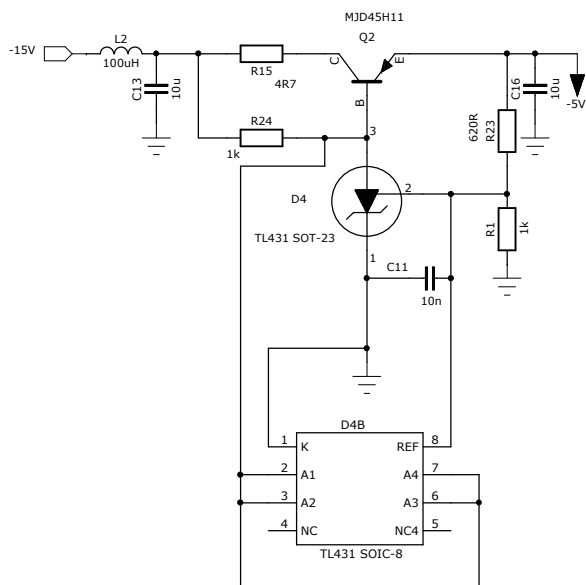 MJD45H11
Q2
-15V
L2
100uH
C13
10u
R15
4R7
C
E
B
C16
10u
-5V
R24
1k
3
620R
R23
D4
2
TL431 SOT-23
R1
1k
1
C11
10n
D4B
1
K
REF
8
2
A1
A4
7
3
A2
A3
6
4
NC
NC4
5
TL431 SOIC-8